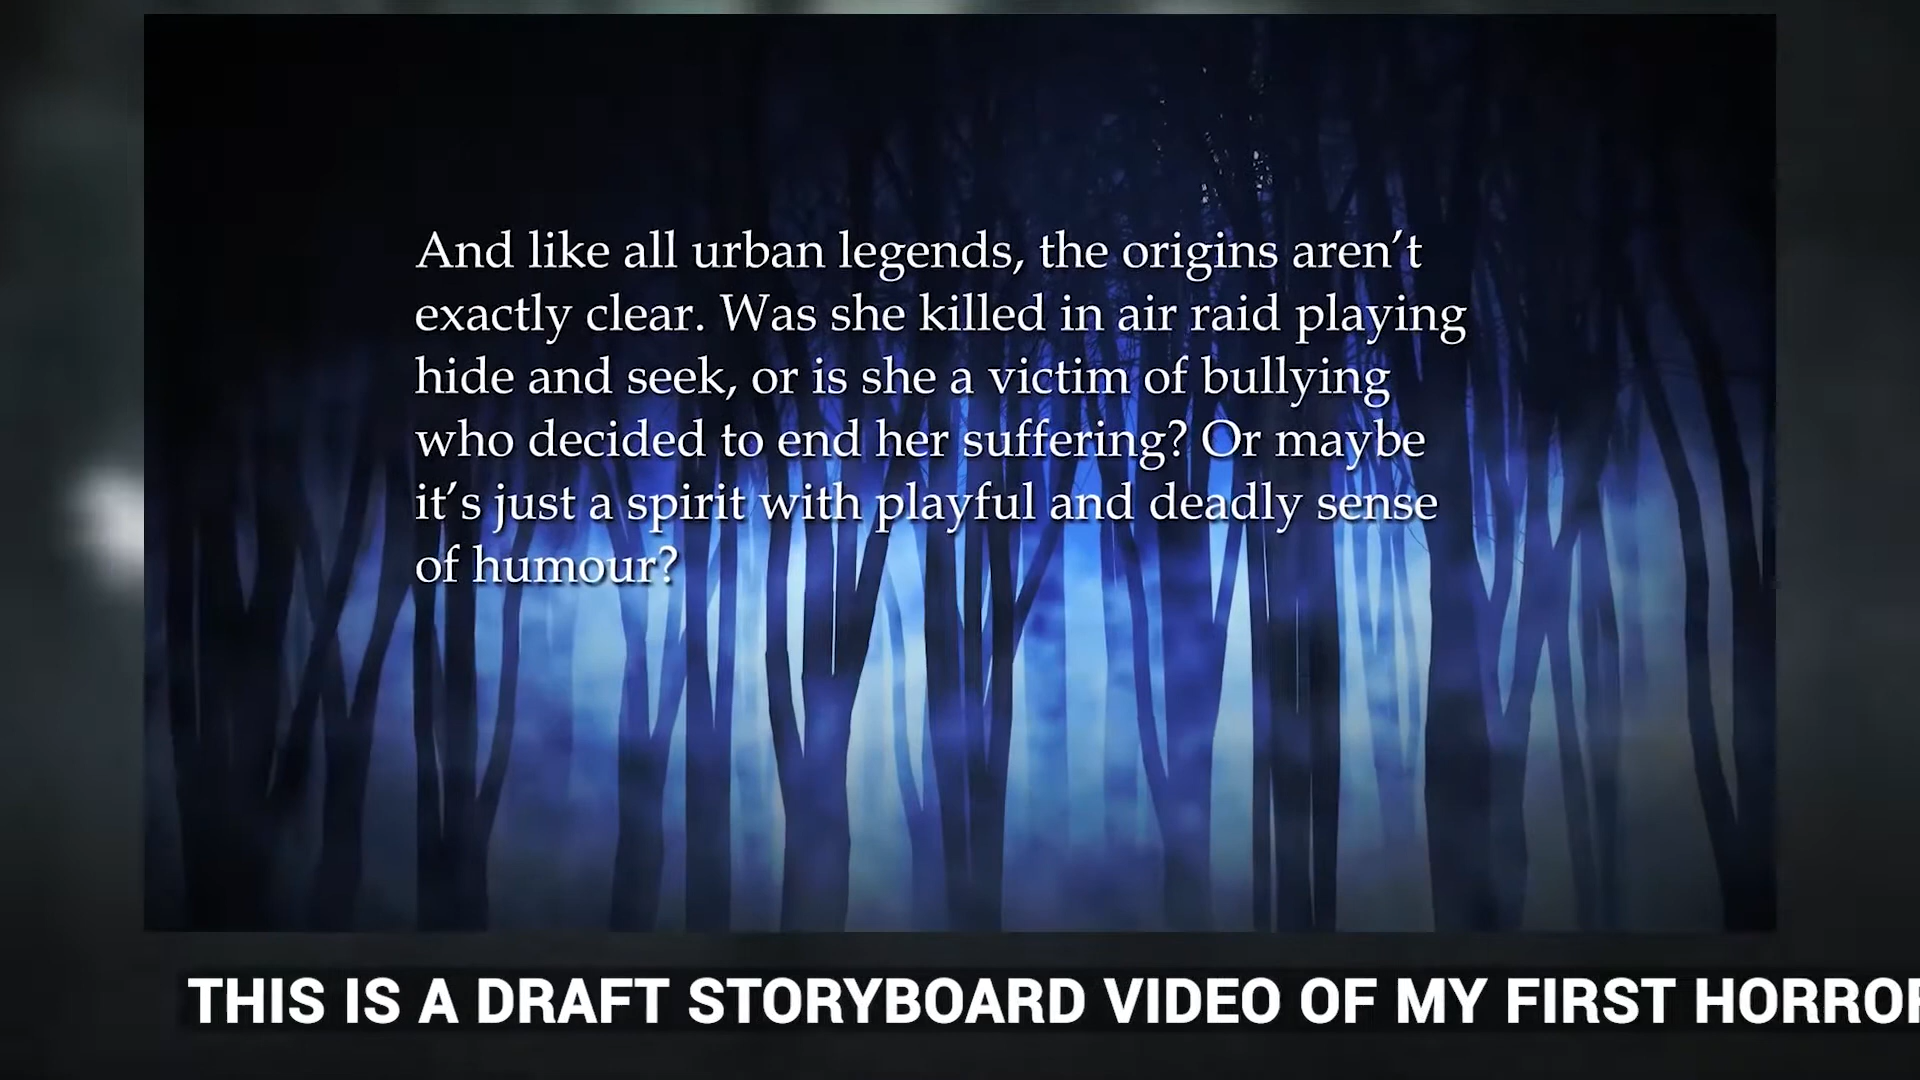 And like all urban legends, the origins aren’t
exactly clear. Was she killed in air raid playing
hide and seek, or is she a victim of bullying
who decided to end her suffering? Or maybe
it’s just a spirit with playful and deadly sense
of humour?
THIS IS A DRAFT STORYBOARD VIDEO OF MY FIRST HORROR